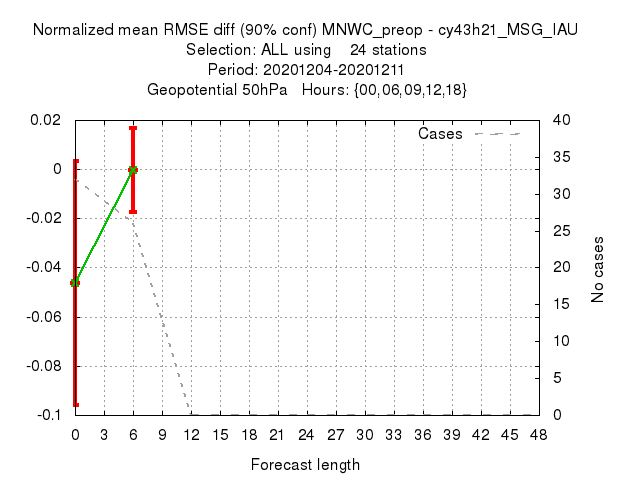 Normalized mean RMSE diff (90% conf) MNWC_preop - cy43h21_MSG_IAU
Selection: ALL using 24 stations
Period: 20201204-20201211
Geopotential 50hPa Hours: {00,06,09,12,18}
Cases
0.02
0
-0.02
-0.04
-0.06
-0.08
-0.1
40
35
30
25
20
15
10
5
0
No cases
0 3 6 9 12 15 18 21 24 27 30 33 36 39 42 45 48
Forecast length